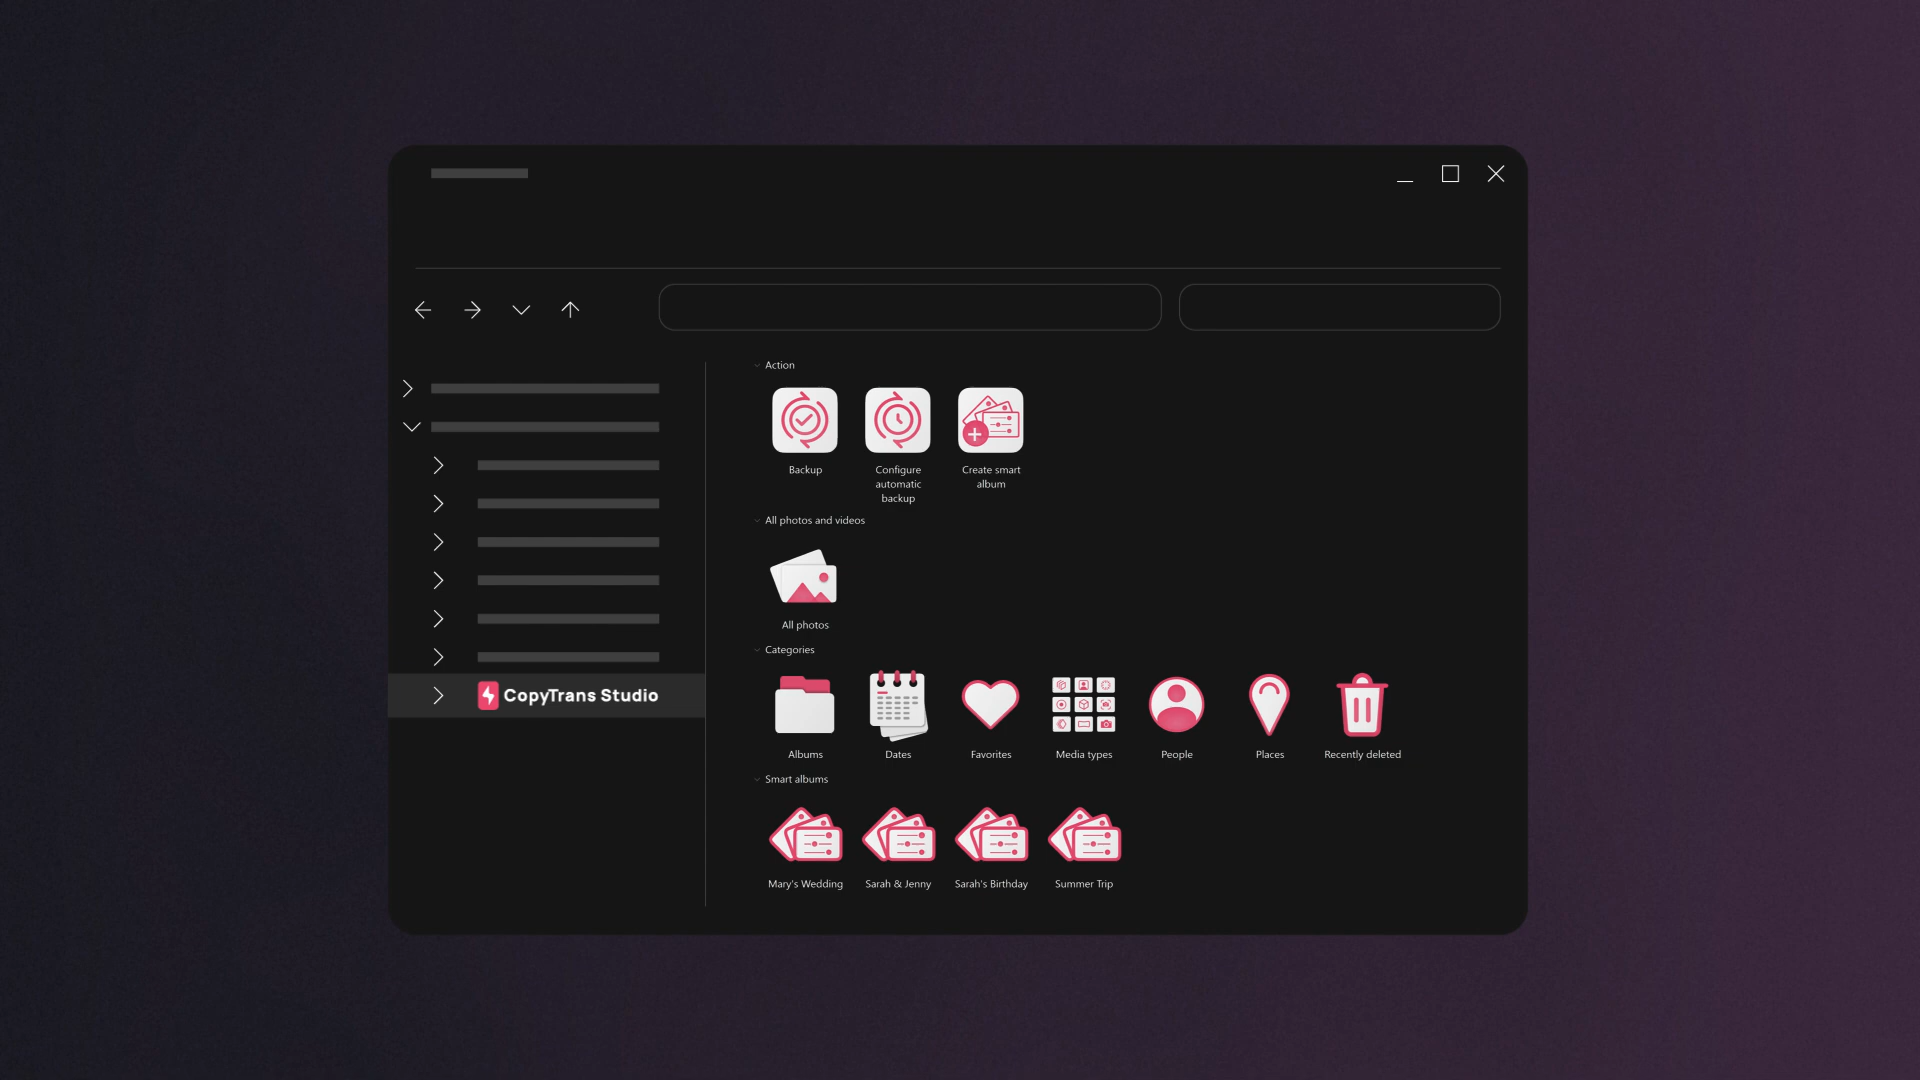 Action
Backup
Configure
automatic
backup
Create smart
album
All photos and videos
All photos
Categories
CopyTrans Studio
Albums
Dates
Favorites
Media types
People
Places
Recently deleted
Smart albums
Mary's Wedding
Sarah & Jenny
Sarah's Birthday
Summer Trip